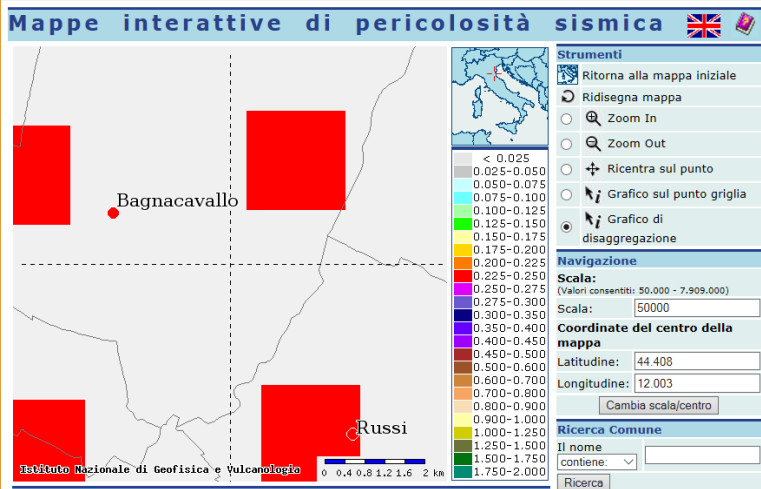 Mappe interattive di pericolosità sismica
Bagnacavallo
Russi
Istituto Nazionale di Geofisica e Vulcanologia
0 0.4 0.8 1.2 1.6 2 km
< 0.025
0.025-0.050
0.050-0.075
0.075-0.100
0.100-0.125
0.125-0.150
0.150-0.175
0.175-0.200
0.200-0.225
0.225-0.250
0.250-0.275
0.275-0.300
0.300-0.350
0.350-0.400
0.400-0.450
0.450-0.500
0.500-0.600
0.600-0.700
0.700-0.800
0.800-0.900
0.900-1.000
1.000-1.250
1.250-1.500
1.500-1.750
1.750-2.000
Strumenti
Ritorna alla mappa iniziale
Ridisegna mappa
Zoom In
Zoom Out
Ricentra sul punto
i Grafico sul punto griglia
i Grafico di
disaggregazione
Navigazione
Scala:
(Valori consentiti: 50.000 - 7.909.000)
Scala: 50000
Coordinate del centro della
mappa
Latitudine: 44.408
Longitudine: 12.003
Cambia scala/centro
Ricerca Comune
Il nome
contiene:
Ricerca